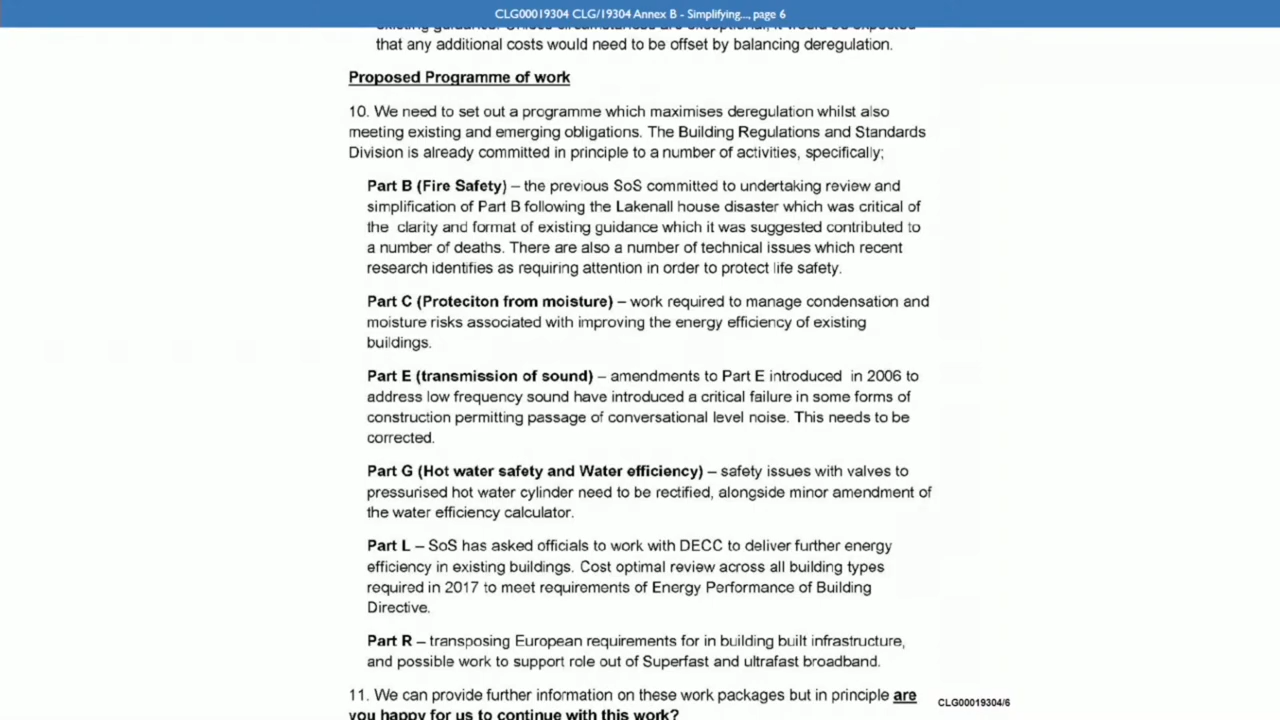 CLG00019304 CLG/19304 Annex B - Simplifying..., page 6
existing guidance. Unless circumstances are exceptional, it would be expected
that any additional costs would need to be offset by balancing deregulation.
Proposed Programme of work
10. We need to set out a programme which maximises deregulation whilst also
meeting existing and emerging obligations. The Building Regulations and Standards
Division is already committed in principle to a number of activities, specifically;
Part B (Fire Safety) – the previous SoS committed to undertaking review and
simplification of Part B following the Lakenall house disaster which was critical of
the clarity and format of existing guidance which it was suggested contributed to
a number of deaths. There are also a number of technical issues which recent
research identifies as requiring attention in order to protect life safety.
Part C (Proteciton from moisture) – work required to manage condensation and
moisture risks associated with improving the energy efficiency of existing
buildings.
Part E (transmission of sound) – amendments to Part E introduced in 2006 to
address low frequency sound have introduced a critical failure in some forms of
construction permitting passage of conversational level noise. This needs to be
corrected.
Part G (Hot water safety and Water efficiency) – safety issues with valves to
pressurised hot water cylinder need to be rectified, alongside minor amendment of
the water efficiency calculator.
Part L – SoS has asked officials to work with DECC to deliver further energy
efficiency in existing buildings. Cost optimal review across all building types
required in 2017 to meet requirements of Energy Performance of Building
Directive.
Part R – transposing European requirements for in building built infrastructure,
and possible work to support role out of Superfast and ultrafast broadband.
11. We can provide further information on these work packages but in principle are
you happy for us to continue with this work?
CLG00019304/6